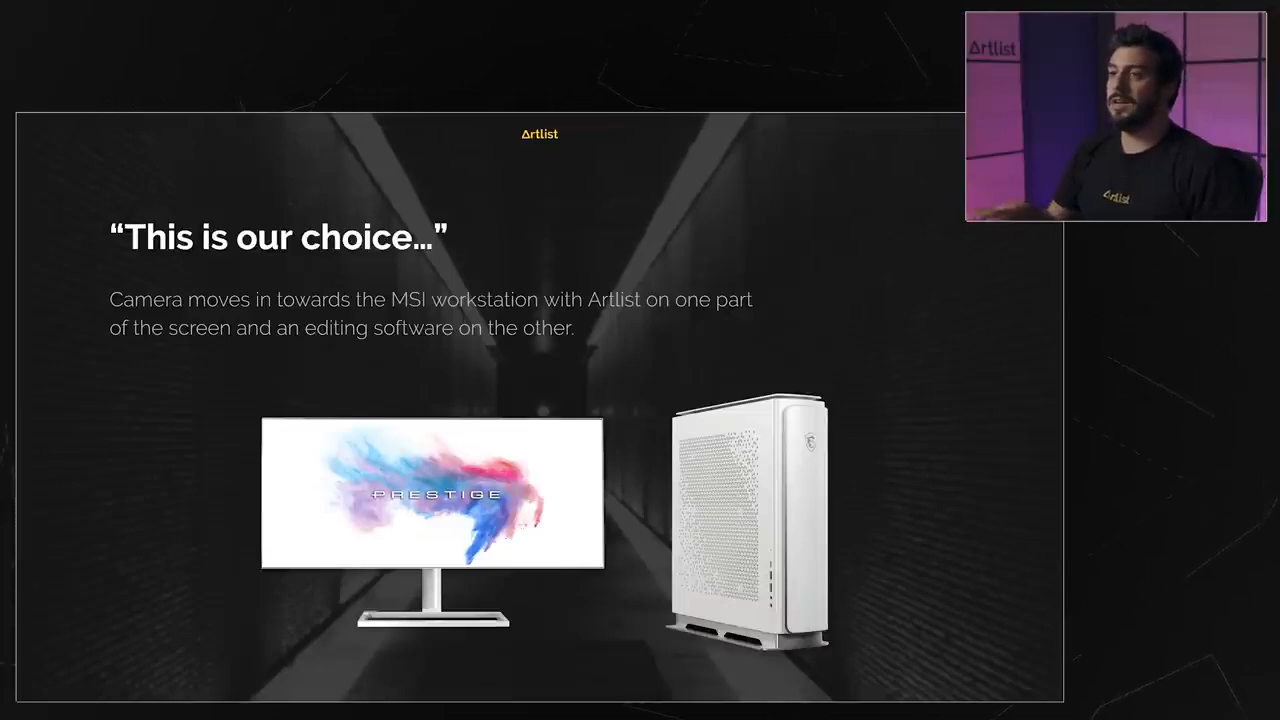 Artlist
Artlist
“This is our choice...”
Camera moves in towards the MSI workstation with Artlist on one part
of the screen and an editing software on the other.
PRESTIGE
Artlist